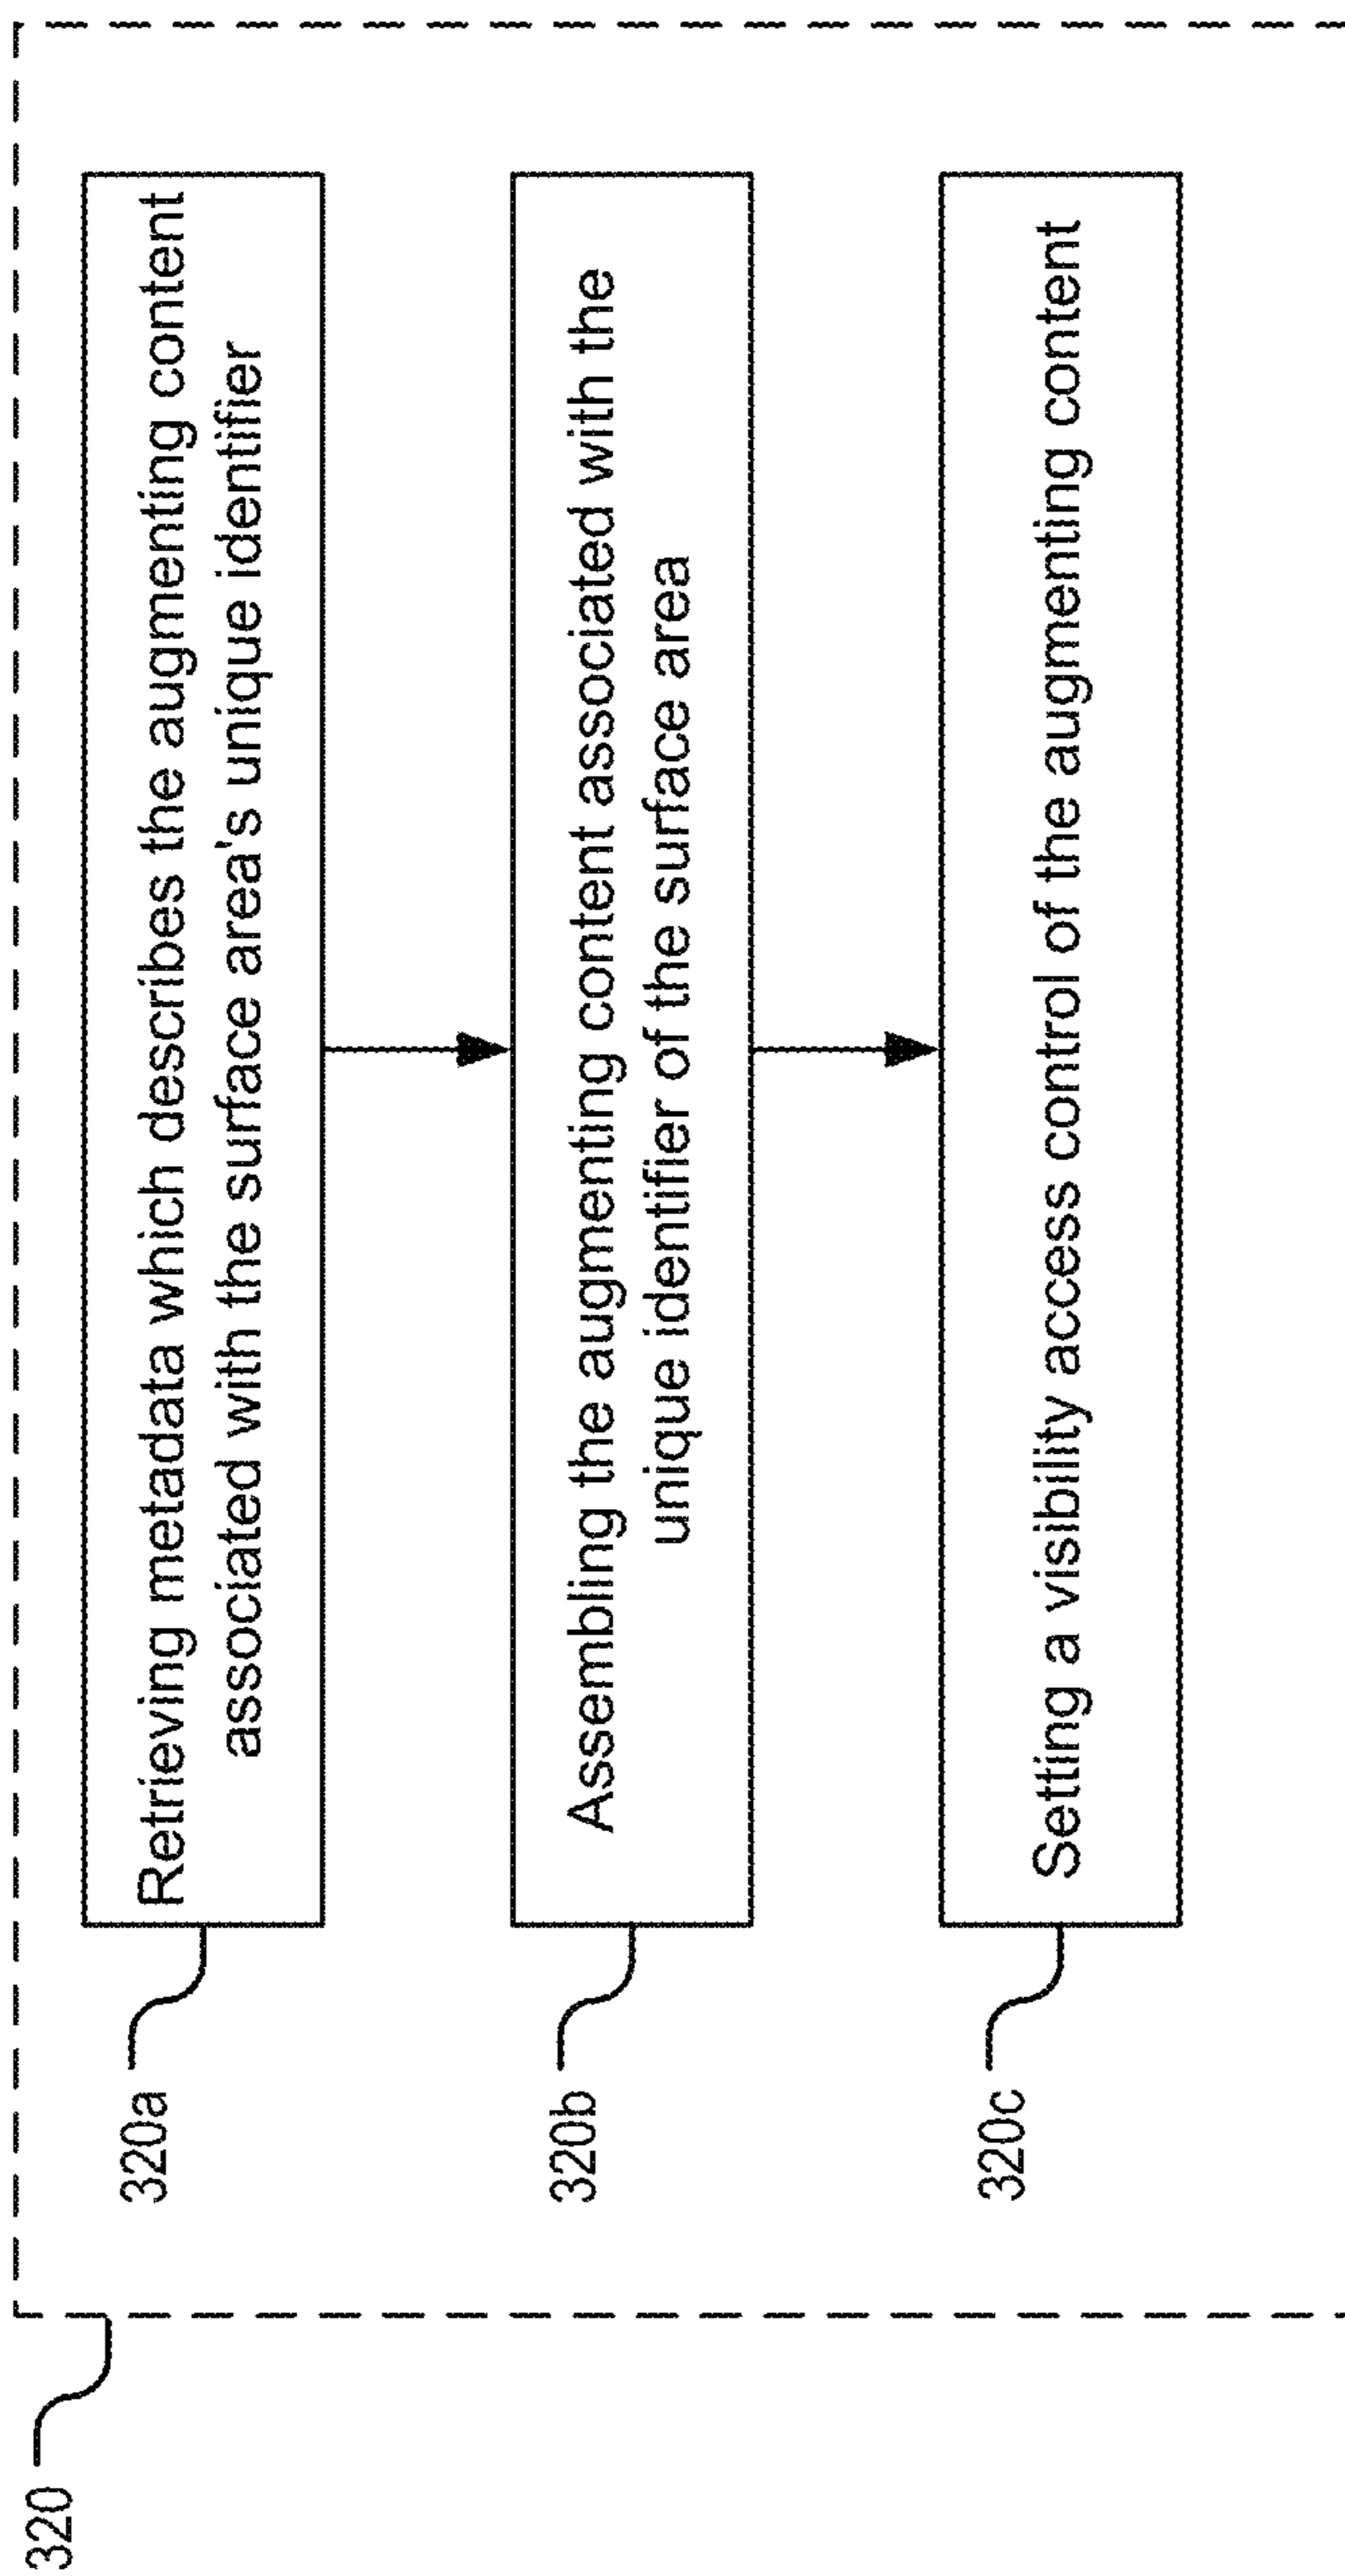 320
320a
Retrieving metadata which describes the augmenting content
associated with the surface area's unique identifier
320b
Assembling the augmenting content associated with the
unique identifier of the surface area
320c
Setting a visibility access control of the augmenting content